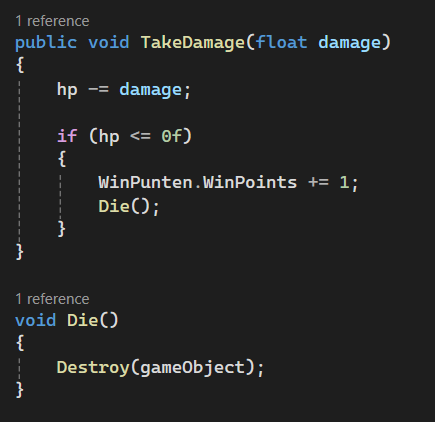 1 reference
public void TakeDamage(float damage)
{
    hp -= damage;

    if (hp <= 0f)
    {
        WinPunten.WinPoints += 1;
        Die();
    }
}

1 reference
void Die()
{
    Destroy(gameObject);
}